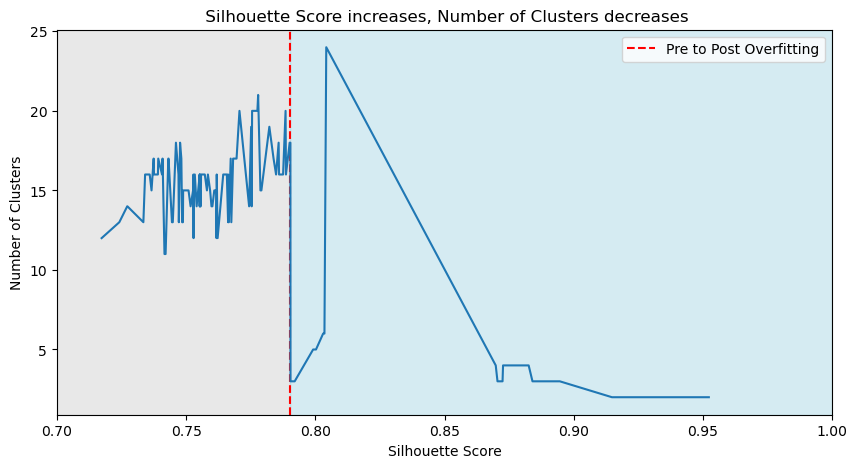 Silhouette Score increases, Number of Clusters decreases
Pre to Post Overfitting
Number of Clusters
25
20
15
10
5
0.70 0.75 0.80 0.85 0.90 0.95 1.00
Silhouette Score